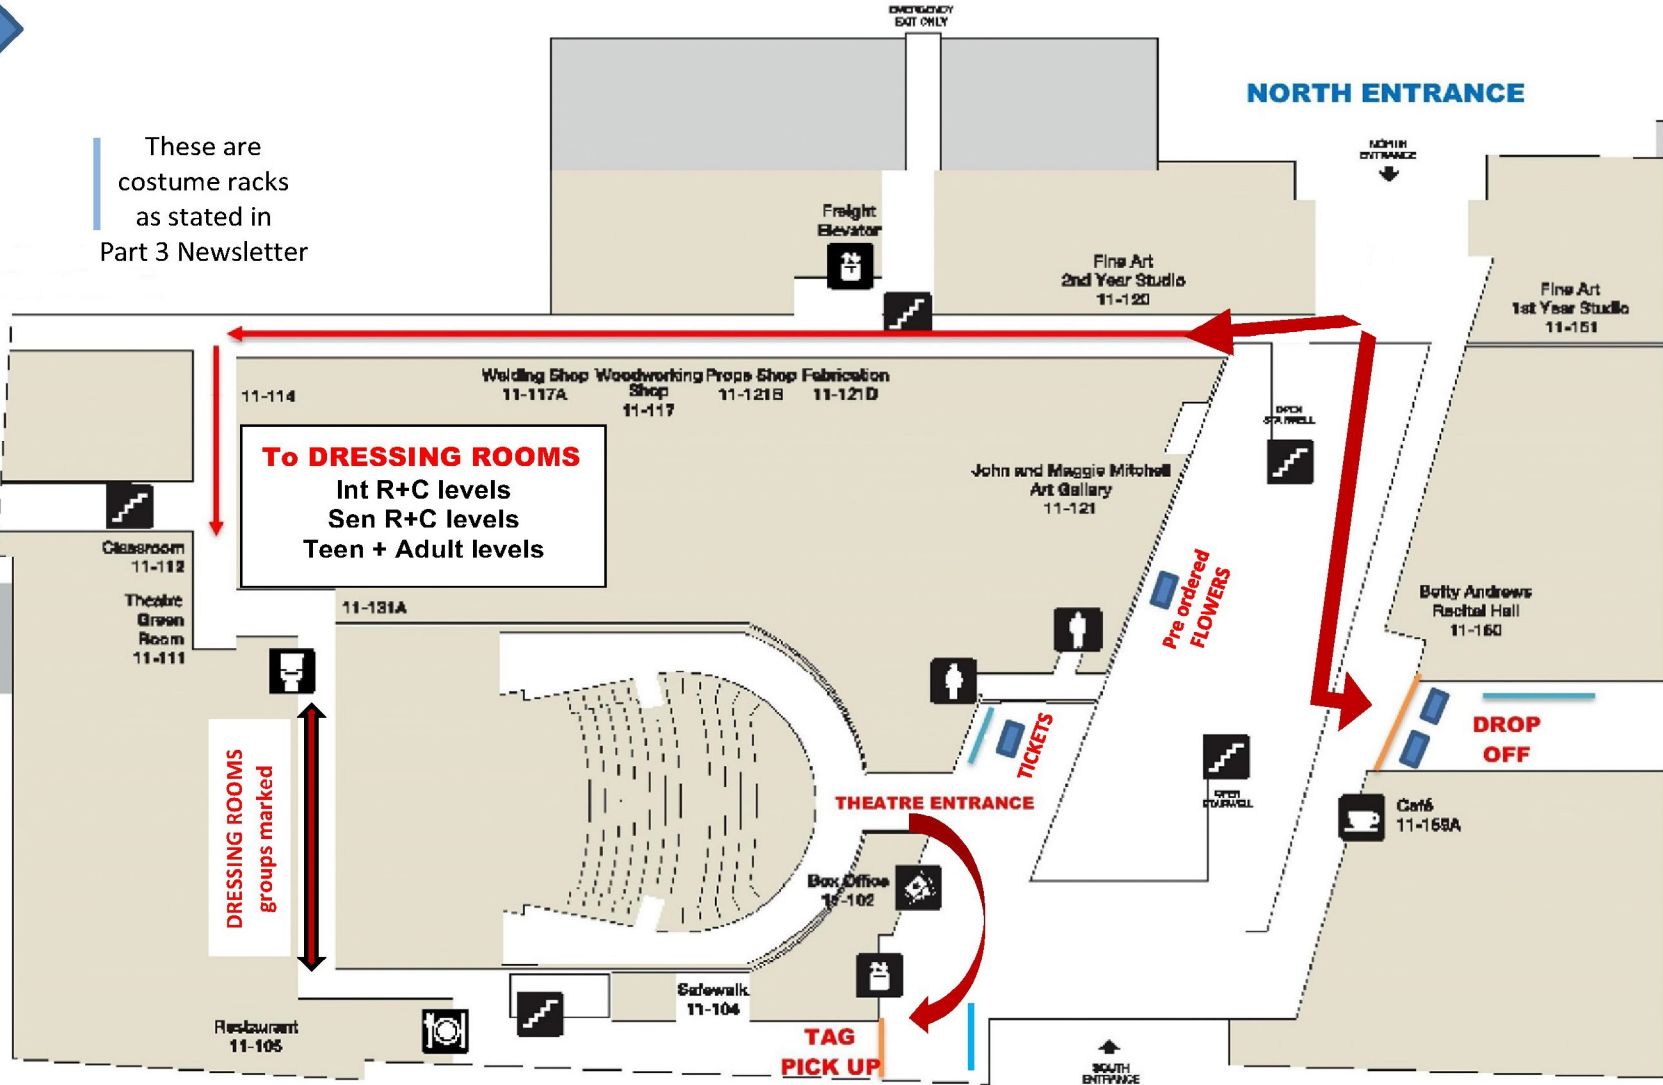 EMERGENCY
EXIT ONLY
NORTH ENTRANCE
NORTH
ENTRANCE
These are
costume racks
as stated in
Part 3 Newsletter
Freight
Elevator
Fine Art
2nd Year Studio
11-120
Fine Art
1st Year Studio
11-161
11-114
Welding Shop
11-117A
Woodworking
Shop
11-117
Props Shop
11-121B
Fabrication
11-121D
OPEN
STAIRWELL
To DRESSING ROOMS
Int R+C levels
Sen R+C levels
Teen + Adult levels
John and Maggie Mitchell
Art Gallery
11-121
Classroom
11-112
Theatre
Green
Room
11-111
11-131A
Pre ordered
FLOWERS
Betty Andrews
Recital Hall
11-160
DRESSING ROOMS
groups marked
TICKETS
DROP
OFF
THEATRE ENTRANCE
OPEN
STAIRWELL
Café
11-159A
Box Office
11-102
Safewalk
11-104
Restaurant
11-105
TAG
PICK UP
SOUTH
ENTRANCE